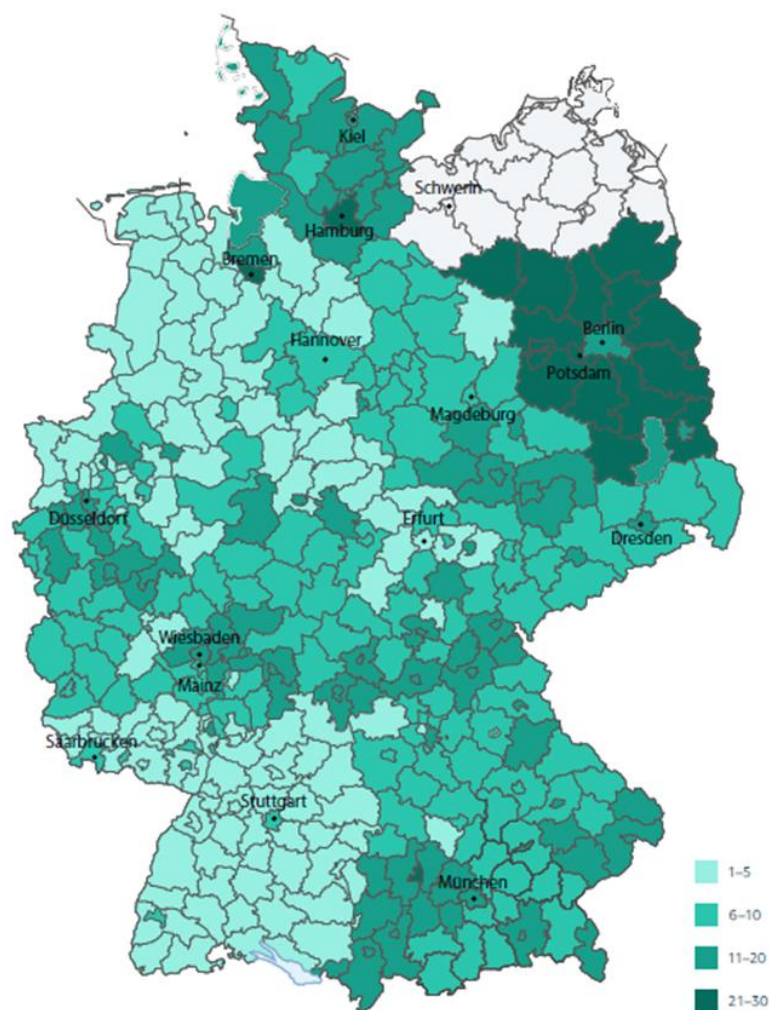 Kiel
Schwerin
Hamburg
Bremen
Berlin
Hannover
Potsdam
Magdeburg
Düsseldorf
Erfurt
Dresden
Wiesbaden
Mainz
Saarbrücken
Stuttgart
München
1–5
6–10
11–20
21–30